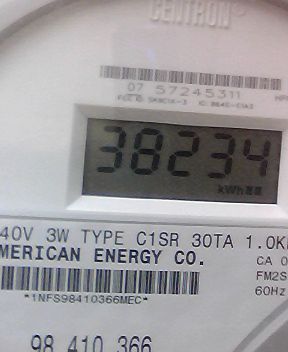 CENTRON®
07 57245311
38234
kWh
40V 3W TYPE C1SR 30TA 1.0K
MERICAN ENERGY CO.
CA 0
FM2S
60Hz
*1NFS98410366MEC*
98 410 366